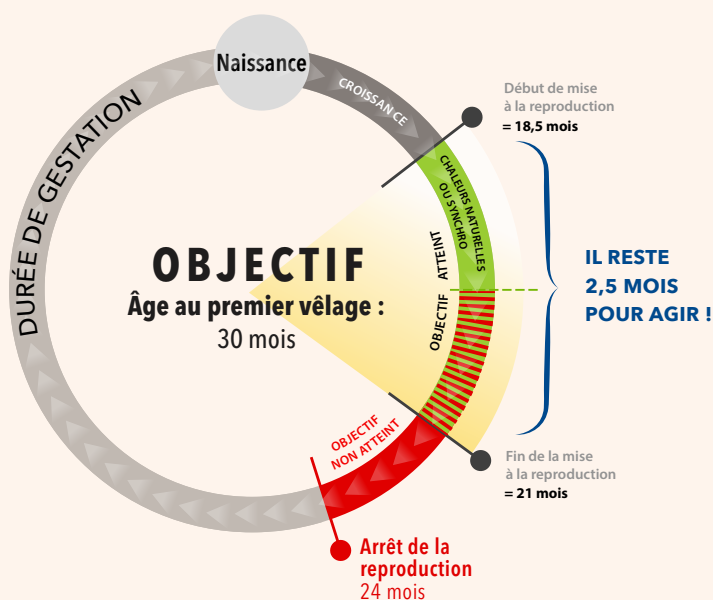 Naissance
CROISSANCE
Début de mise
à la reproduction
= 18,5 mois
CHALEURS NATURELLES
OU SYNCHRO
DURÉE DE GESTATION
OBJECTIF
Âge au premier vêlage :
30 mois
OBJECTIF ATTEINT
IL RESTE
2,5 MOIS
POUR AGIR !
OBJECTIF
NON ATTEINT
Fin de la mise
à la reproduction
= 21 mois
Arrêt de la
reproduction
24 mois